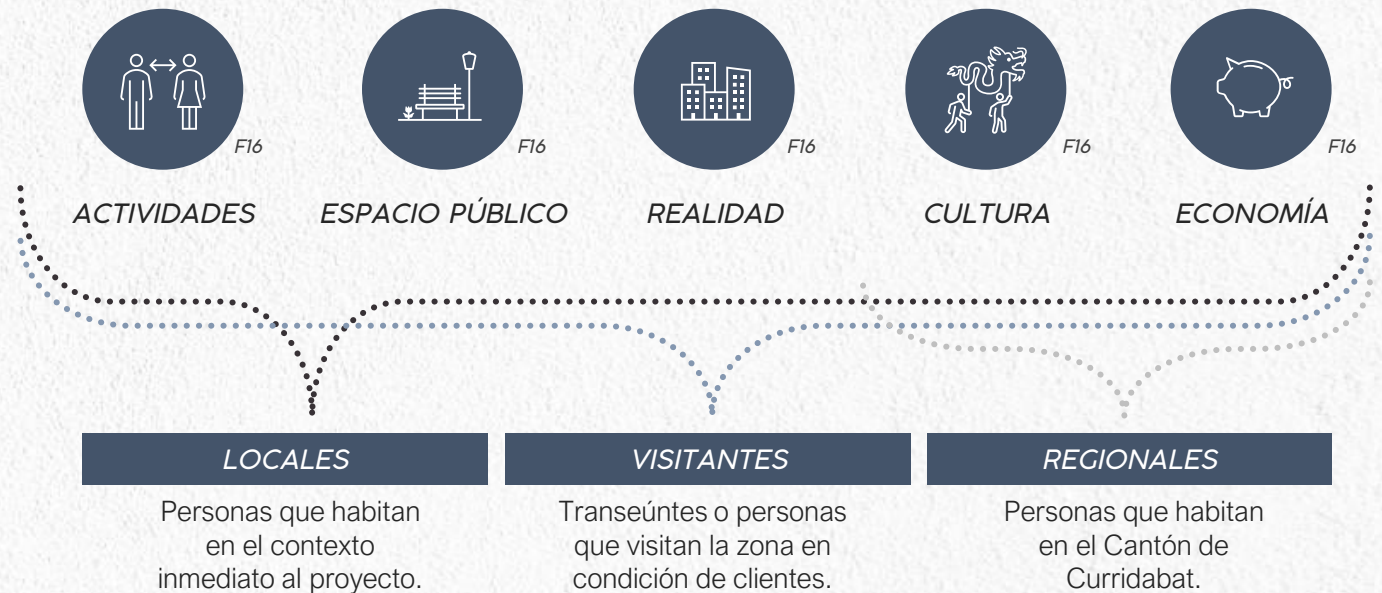 F16
F16
F16
F16
F16
ACTIVIDADES
ESPACIO PÚBLICO
REALIDAD
CULTURA
ECONOMÍA
LOCALES
Personas que habitan
en el contexto
inmediato al proyecto.
VISITANTES
Transeúntes o personas
que visitan la zona en
condición de clientes.
REGIONALES
Personas que habitan
en el Cantón de
Curridabat.